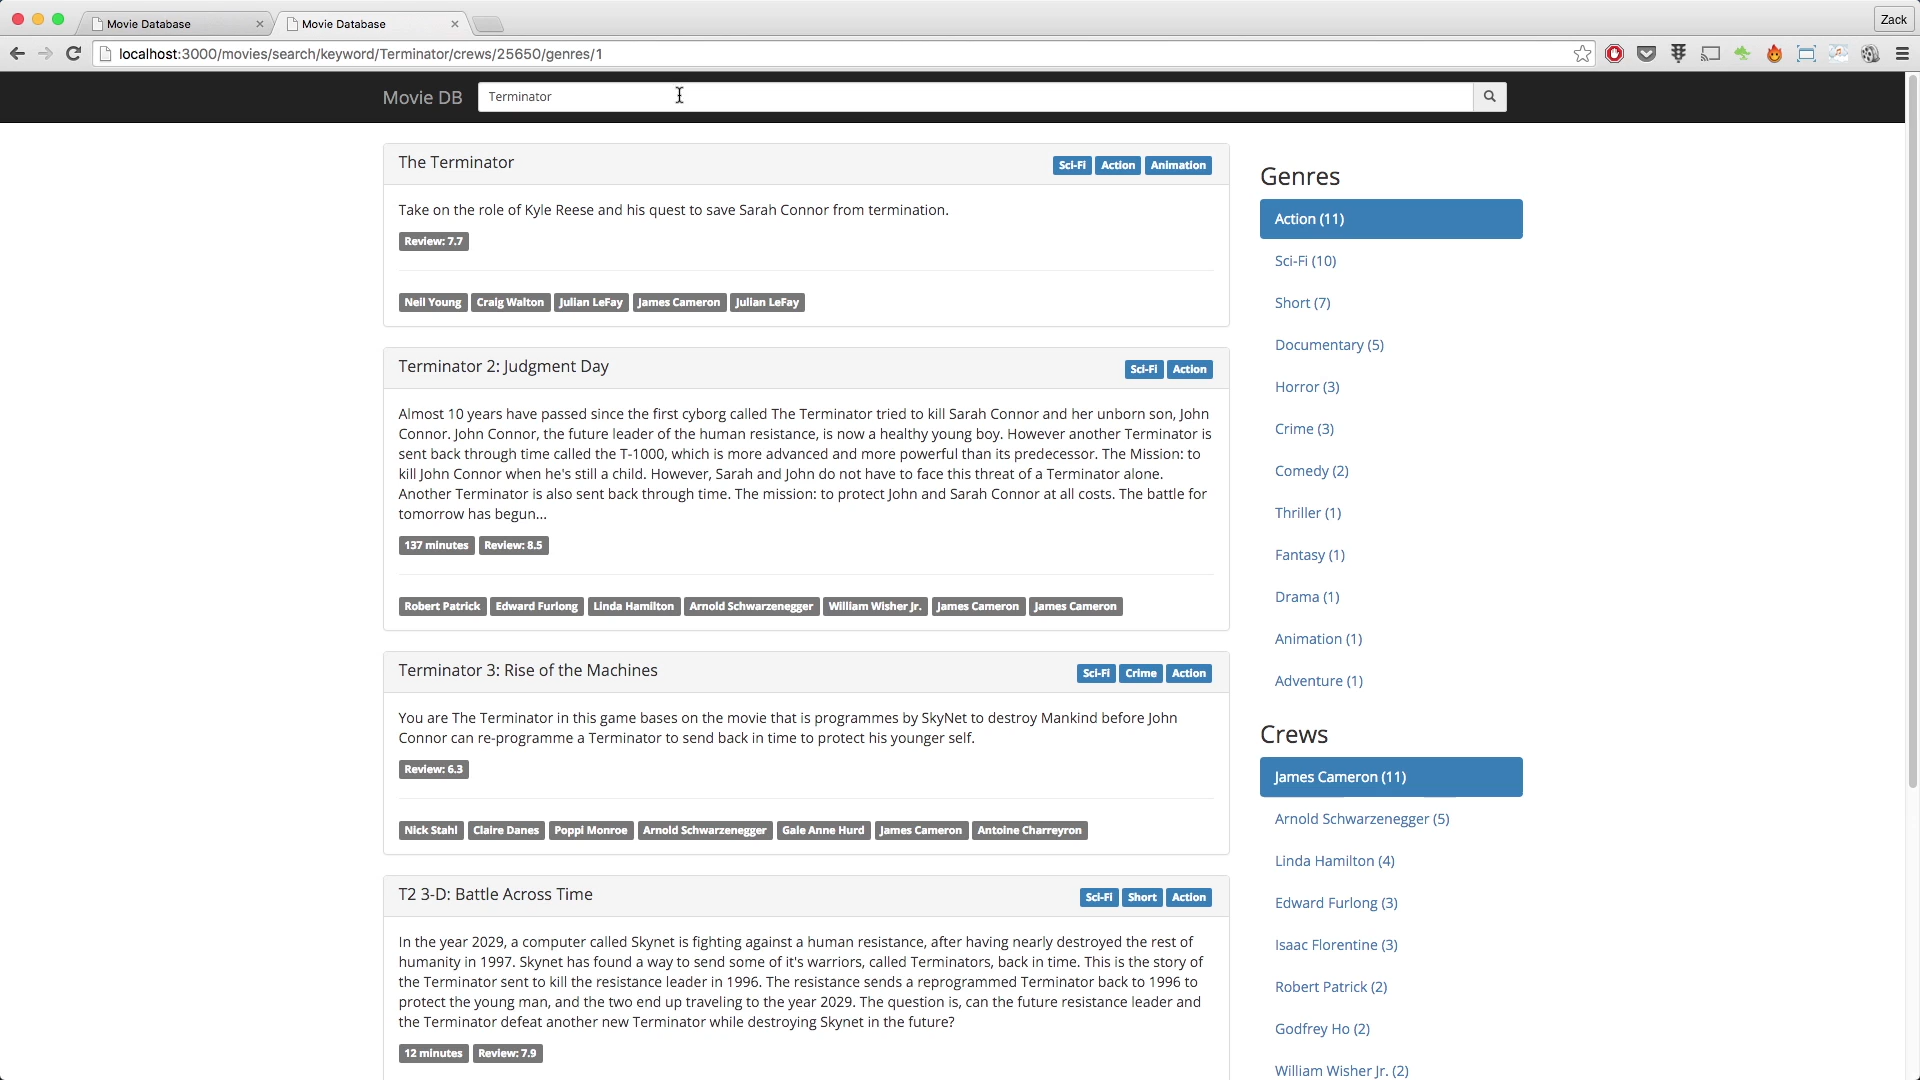 Movie Database
Movie Database
Zack
localhost:3000/movies/search/keyword/Terminator/crews/25650/genres/1
Movie DB
Terminator
The Terminator
Sci-Fi Action Animation
Take on the role of Kyle Reese and his quest to save Sarah Connor from termination.
Review: 7.7
Neil Young Craig Walton Julian LeFay James Cameron Julian LeFay
Terminator 2: Judgment Day
Sci-Fi Action
Almost 10 years have passed since the first cyborg called The Terminator tried to kill Sarah Connor and her unborn son, John
Connor. John Connor, the future leader of the human resistance, is now a healthy young boy. However another Terminator is
sent back through time called the T-1000, which is more advanced and more powerful than its predecessor. The Mission: to
kill John Connor when he's still a child. However, Sarah and John do not have to face this threat of a Terminator alone.
Another Terminator is also sent back through time. The mission: to protect John and Sarah Connor at all costs. The battle for
tomorrow has begun...
137 minutes Review: 8.5
Robert Patrick Edward Furlong Linda Hamilton Arnold Schwarzenegger William Wisher Jr. James Cameron James Cameron
Terminator 3: Rise of the Machines
Sci-Fi Crime Action
You are The Terminator in this game bases on the movie that is programmes by SkyNet to destroy Mankind before John
Connor can re-programme a Terminator to send back in time to protect his younger self.
Review: 6.3
Nick Stahl Claire Danes Poppi Monroe Arnold Schwarzenegger Gale Anne Hurd James Cameron Antoine Charreyron
T2 3-D: Battle Across Time
Sci-Fi Short Action
In the year 2029, a computer called Skynet is fighting against a human resistance, after having nearly destroyed the rest of
humanity in 1997. Skynet has found a way to send some of it's warriors, called Terminators, back in time. This is the story of
the Terminator sent to kill the resistance leader in 1996. The resistance sends a reprogrammed Terminator back to 1996 to
protect the young man, and the two end up traveling to the year 2029. The question is, can the future resistance leader and
the Terminator defeat another new Terminator while destroying Skynet in the future?
12 minutes Review: 7.9
Genres
Action (11)
Sci-Fi (10)
Short (7)
Documentary (5)
Horror (3)
Crime (3)
Comedy (2)
Thriller (1)
Fantasy (1)
Drama (1)
Animation (1)
Adventure (1)
Crews
James Cameron (11)
Arnold Schwarzenegger (5)
Linda Hamilton (4)
Edward Furlong (3)
Isaac Florentine (3)
Robert Patrick (2)
Godfrey Ho (2)
William Wisher Jr. (2)